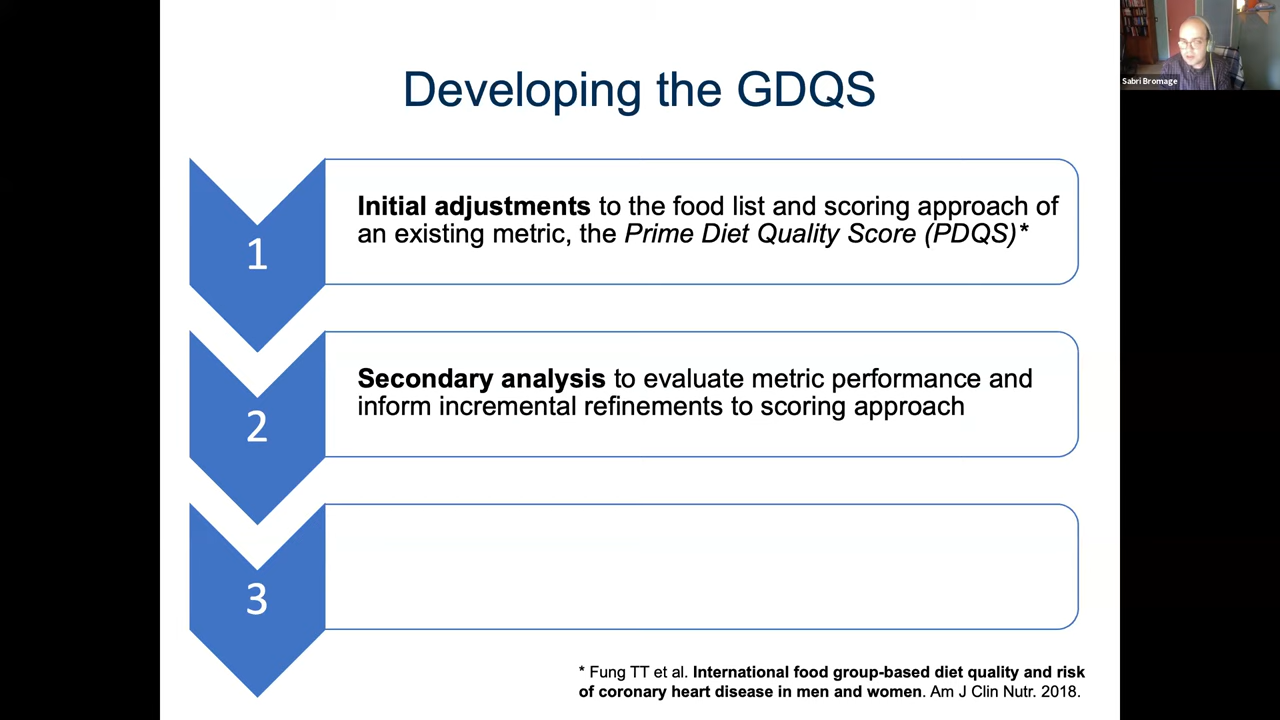 Developing the GDQS
Sabri Bromage
1
Initial adjustments to the food list and scoring approach of
an existing metric, the Prime Diet Quality Score (PDQS)*
2
Secondary analysis to evaluate metric performance and
inform incremental refinements to scoring approach
3
* Fung TT et al. International food group-based diet quality and risk
of coronary heart disease in men and women. Am J Clin Nutr. 2018.